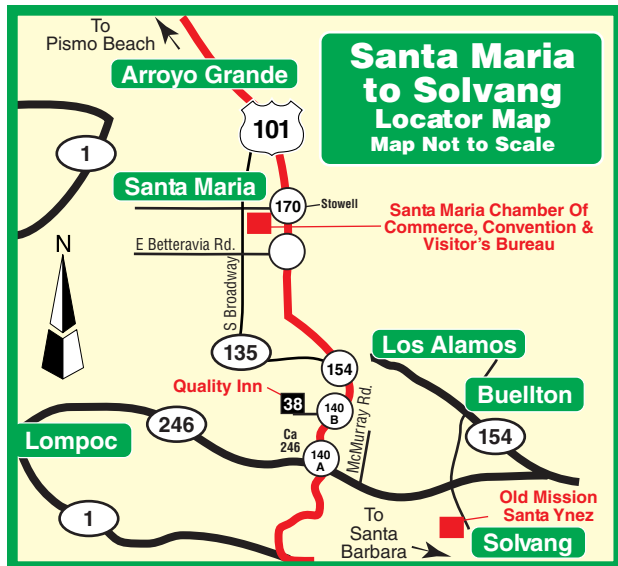 To
Pismo Beach
Arroyo Grande
Santa Maria
to Solvang
Locator Map
Map Not to Scale
101
1
Santa Maria
170
Stowell
Santa Maria Chamber Of
Commerce, Convention &
Visitor's Bureau
E Betteravia Rd.
N
S Broadway
135
154
Los Alamos
Quality Inn
38
140
B
McMurray Rd.
Buellton
246
Ca
246
154
Lompoc
140
A
1
To
Santa
Barbara
Old Mission
Santa Ynez
Solvang